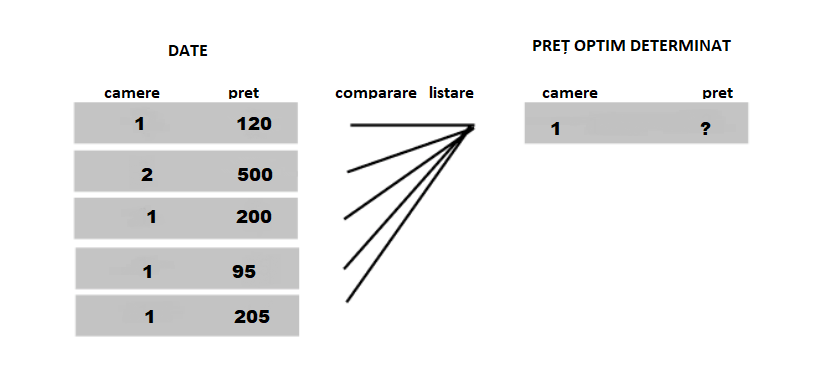 DATE
PREȚ OPTIM DETERMINAT
camere pret comparare listare camere pret
1 120
1 ?
2 500
1 200
1 95
1 205